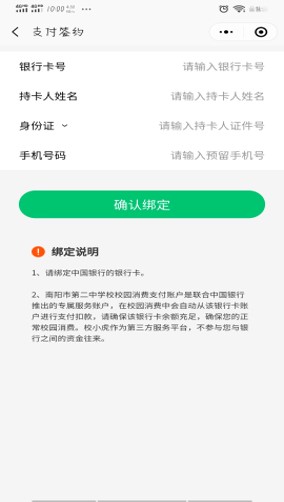 10:00
支付签约
银行卡号 请输入银行卡号
持卡人姓名 请输入持卡人姓名
身份证 请输入持卡人证件号
手机号码 请输入预留手机号
确认绑定
绑定说明
1、请绑定中国银行的银行卡。
2、南阳市第二中学校校园消费支付账户是联合中国银行
推出的专属服务账户，在校园消费中会自动从该银行卡账
户进行支付扣款，请确保该银行卡余额充足，确保您的正
常校园消费。校小虎作为第三方服务平台，不参与您与银
行之间的资金往来。